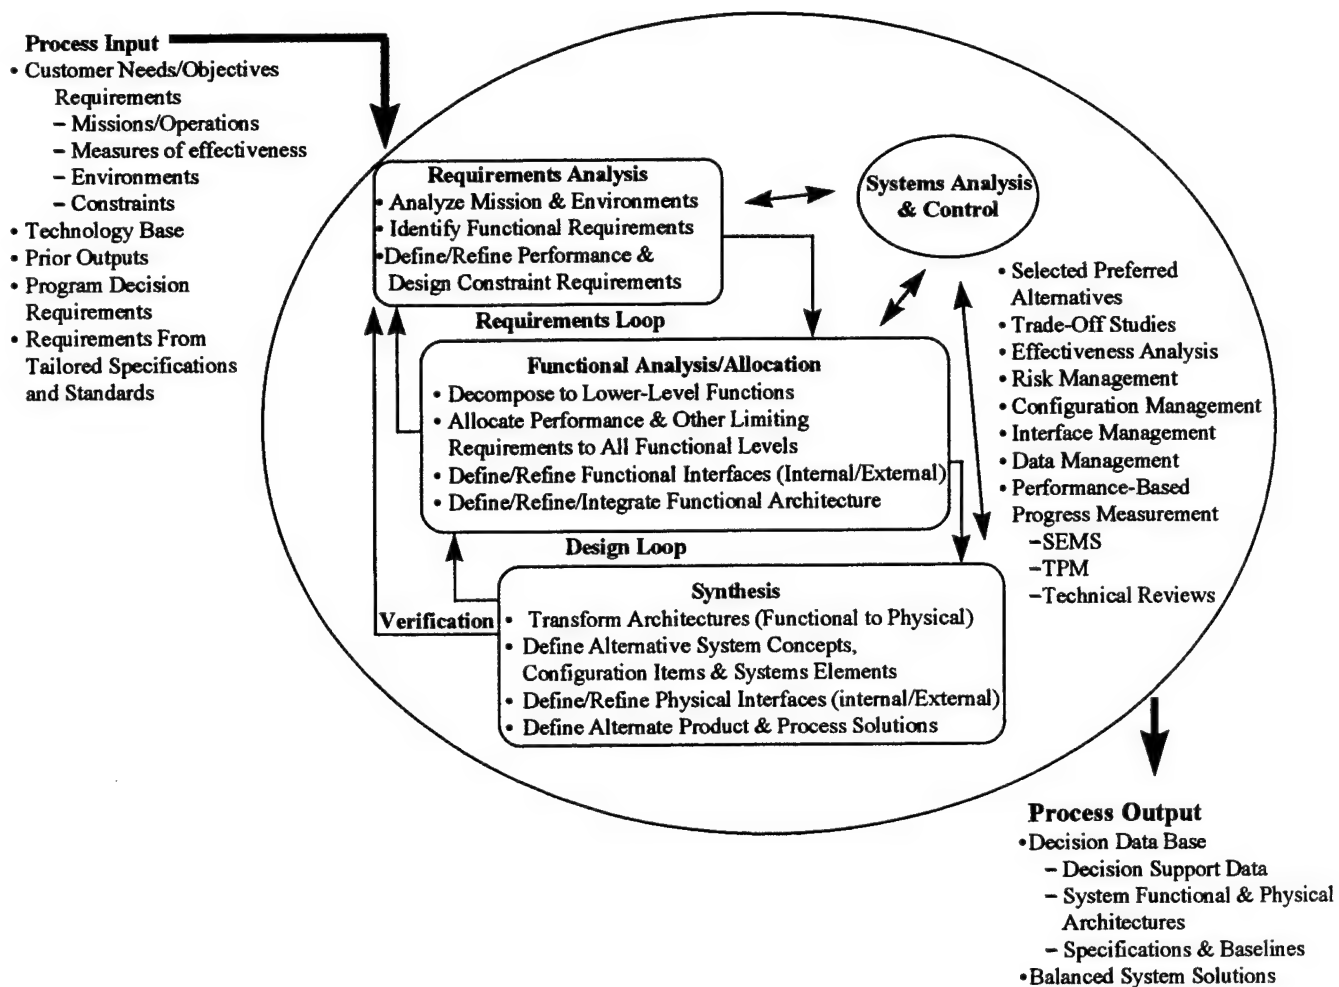 Process Input
• Customer Needs/Objectives
Requirements
– Missions/Operations
– Measures of effectiveness
– Environments
– Constraints
• Technology Base
• Prior Outputs
• Program Decision
Requirements
• Requirements From
Tailored Specifications
and Standards
Requirements Analysis
• Analyze Mission & Environments
• Identify Functional Requirements
•Define/Refine Performance &
Design Constraint Requirements
Systems Analysis
& Control
• Selected Preferred
Alternatives
• Trade-Off Studies
• Effectiveness Analysis
• Risk Management
• Configuration Management
• Interface Management
• Data Management
• Performance-Based
Progress Measurement
–SEMS
–TPM
–Technical Reviews
Requirements Loop
Functional Analysis/Allocation
• Decompose to Lower-Level Functions
• Allocate Performance & Other Limiting
Requirements to All Functional Levels
• Define/Refine Functional Interfaces (Internal/External)
• Define/Refine/Integrate Functional Architecture
Design Loop
Verification
Synthesis
• Transform Architectures (Functional to Physical)
• Define Alternative System Concepts,
Configuration Items & Systems Elements
• Define/Refine Physical Interfaces (internal/External)
• Define Alternate Product & Process Solutions
Process Output
•Decision Data Base
– Decision Support Data
– System Functional & Physical
Architectures
– Specifications & Baselines
•Balanced System Solutions